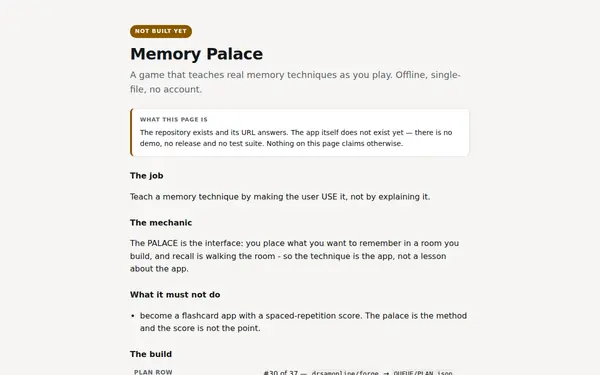 NOT BUILT YET
Memory Palace
A game that teaches real memory techniques as you play. Offline, single-
file, no account.
WHAT THIS PAGE IS
The repository exists and its URL answers. The app itself does not exist yet — there is no
demo, no release and no test suite. Nothing on this page claims otherwise.
The job
Teach a memory technique by making the user USE it, not by explaining it.
The mechanic
The PALACE is the interface: you place what you want to remember in a room you
build, and recall is walking the room - so the technique is the app, not a lesson
about the app.
What it must not do
• become a flashcard app with a spaced-repetition score. The palace is the method
and the score is not the point.
The build
PLAN ROW #30 of 37 — drsamonline/forge → QUEUE/PLAN.json